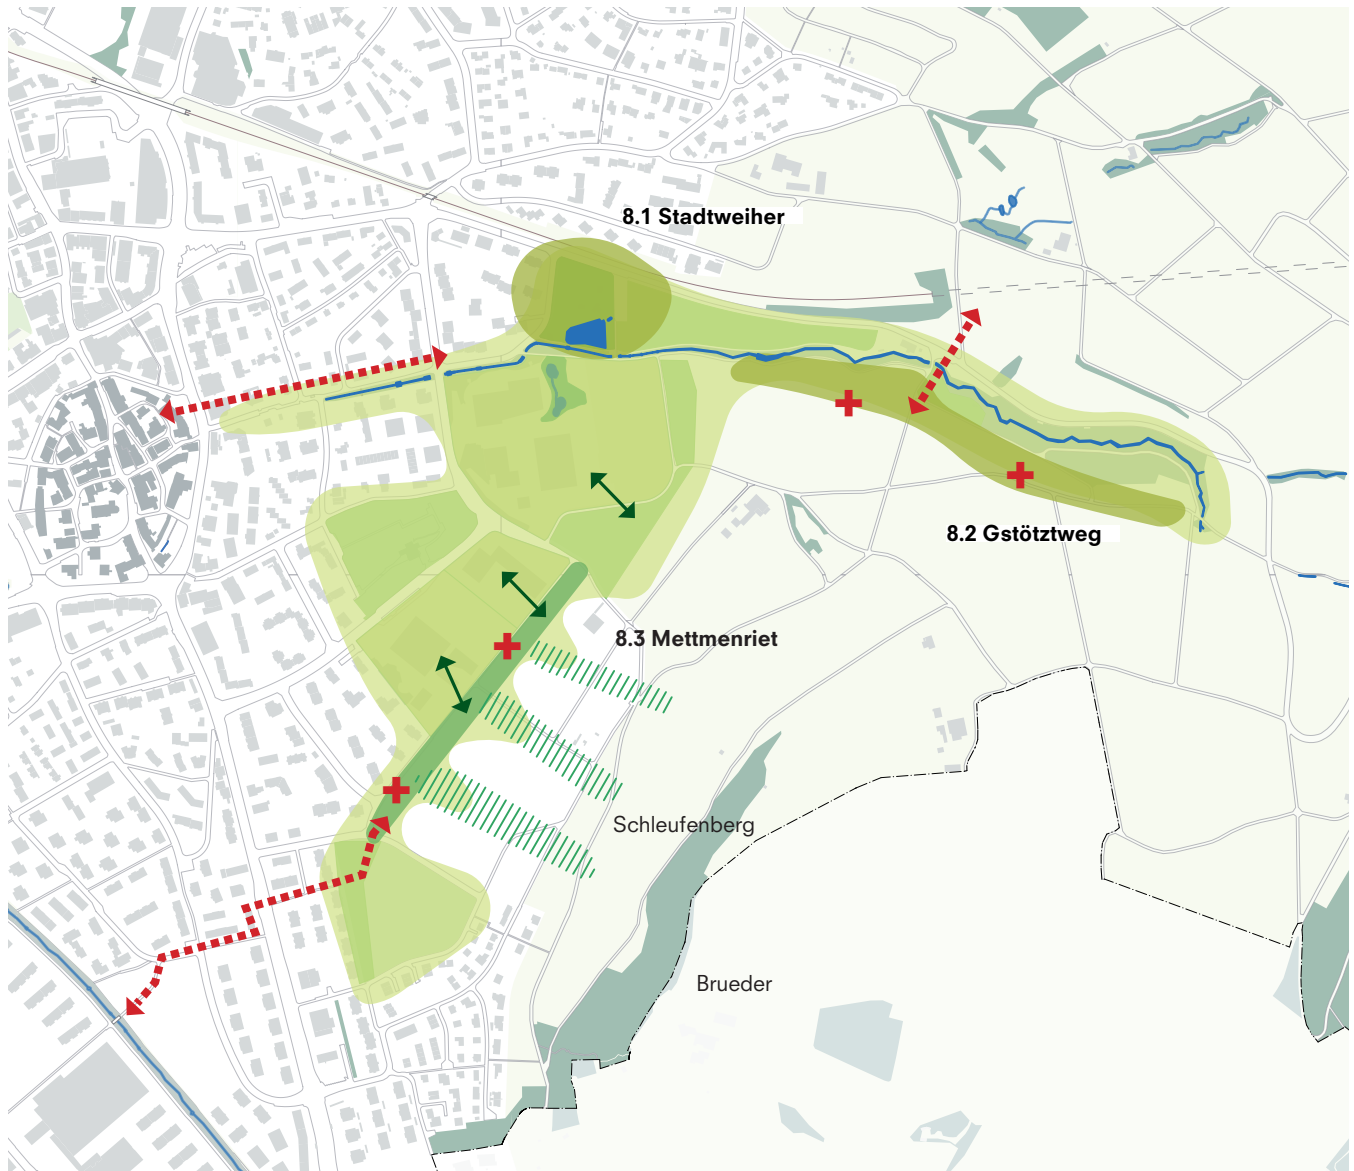 8.1 Stadtweiher
8.2 Gstötztweg
8.3 Mettmenriet
Schleufenberg
Brueder